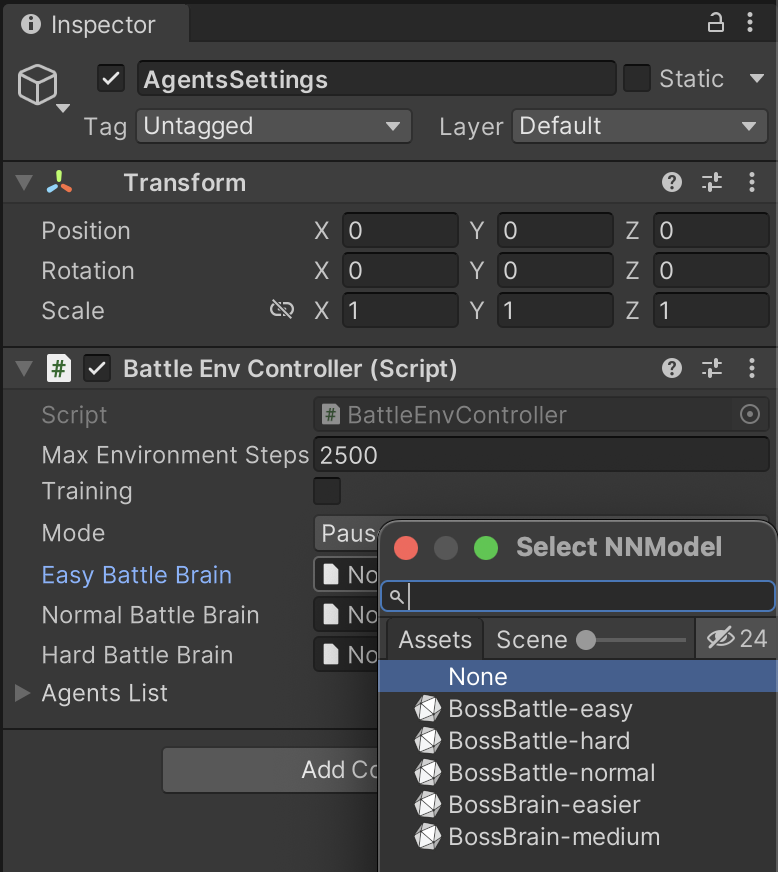 Inspector
AgentsSettings
Static
Tag Untagged
Layer Default
Transform
Position X 0 Y 0 Z 0
Rotation X 0 Y 0 Z 0
Scale X 1 Y 1 Z 1
# Battle Env Controller (Script)
Script # BattleEnvController
Max Environment Steps 2500
Training
Mode Paus
Easy Battle Brain No
Normal Battle Brain No
Hard Battle Brain No
Agents List
Add Co
Select NNModel
Assets Scene 24
None
BossBattle-easy
BossBattle-hard
BossBattle-normal
BossBrain-easier
BossBrain-medium